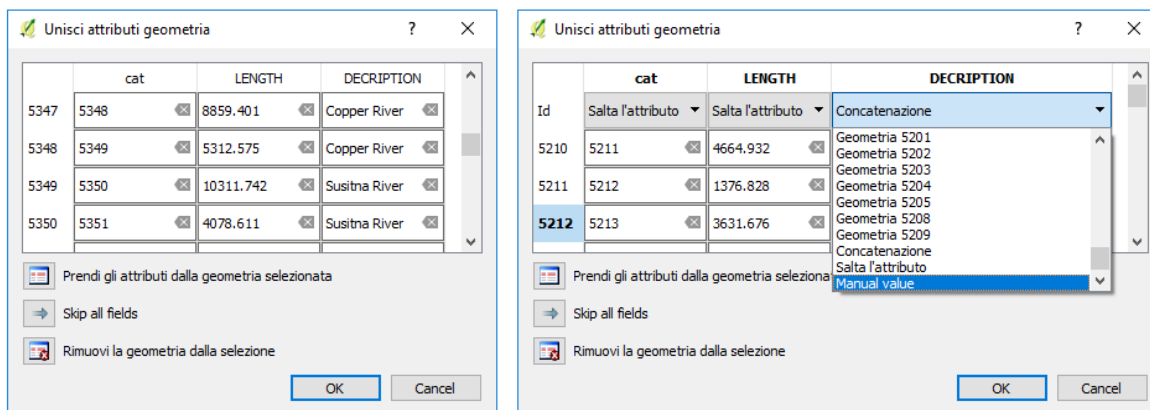 Unisci attributi geometria ? ×
cat LENGTH DECRIPTION
5347 5348 8859.401 Copper River
5348 5349 5312.575 Copper River
5349 5350 10311.742 Susitna River
5350 5351 4078.611 Susitna River
Prendi gli attributi dalla geometria selezionata
Skip all fields
Rimuovi la geometria dalla selezione
OK Cancel
Unisci attributi geometria ? ×
cat LENGTH DECRIPTION
Id Salta l'attributo Salta l'attributo Concatenazione
5210 5211 4664.932
5211 5212 1376.828
5212 5213 3631.676
Geometria 5201
Geometria 5202
Geometria 5203
Geometria 5204
Geometria 5205
Geometria 5208
Geometria 5209
Concatenazione
Salta l'attributo
Manual value
Prendi gli attributi dalla geometria seleziona
Skip all fields
Rimuovi la geometria dalla selezione
OK Cancel